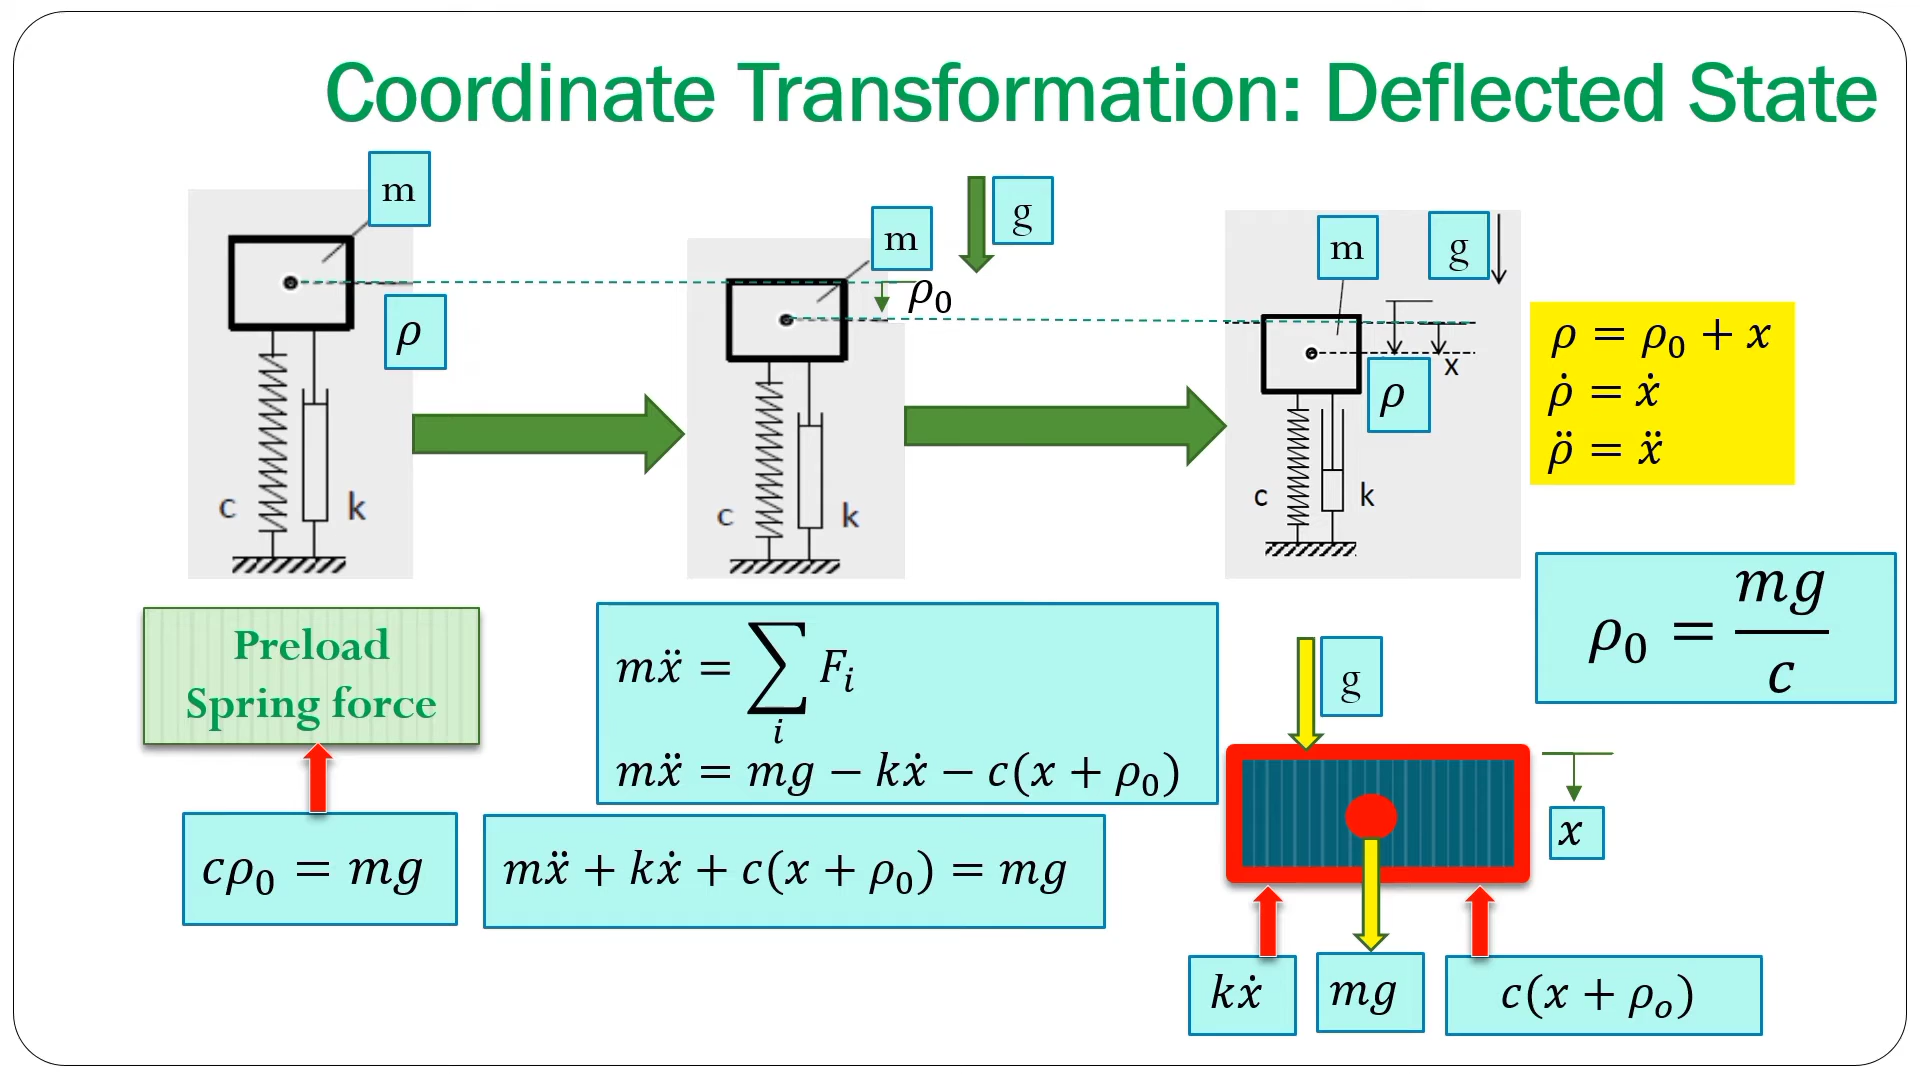 Coordinate Transformation: Deflected State
m
ρ
c
k
m
g
ρ₀
c
k
m
g
ρ
x
c
k
ρ = ρ₀ + x
ρ̇ = ẋ
ρ̈ = ẍ
Preload
Spring force
cρ₀ = mg
mẍ = ∑ᵢ Fᵢ
mẍ = mg − kẋ − c(x + ρ₀)
mẍ + kẋ + c(x + ρ₀) = mg
ρ₀ = mg/c
g
x
kẋ
mg
c(x + ρₒ)